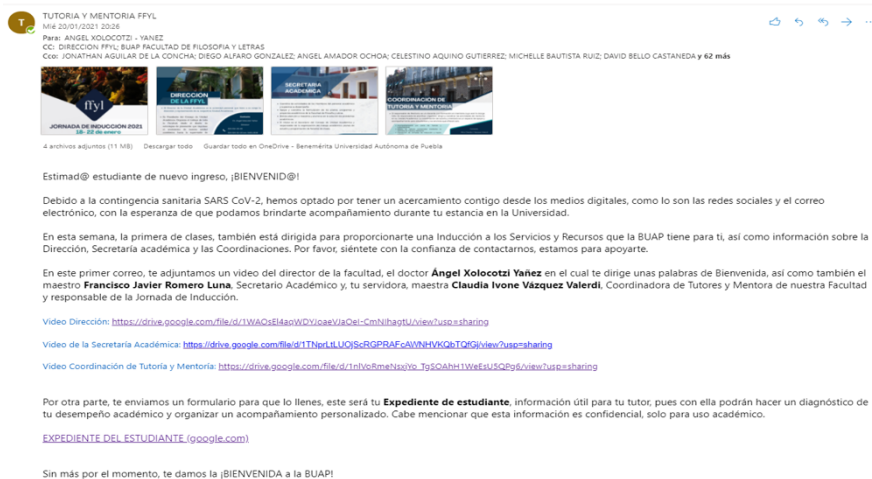 T
TUTORIA Y MENTORIA FFYL
Mié 20/01/2021 20:26
Para: ANGEL XOLOCOTZI - YANEZ
CC: DIRECCION FFYL; BUAP FACULTAD DE FILOSOFIA Y LETRAS
Cco: JONATHAN AGUILAR DE LA CONCHA; DIEGO ALFARO GONZALEZ; ANGEL AMADOR OCHOA; CELESTINO AQUINO GUTIERREZ; MICHELLE BAUTISTA RUIZ; DAVID BELLO CASTANEDA y 62 más
ffyl
JORNADA DE INDUCCIÓN 2021
18- 22 de enero
DIRECCIÓN
DE LA FFYL
SECRETARÍA
ACADÉMICA
COORDINACIÓN DE
TUTORÍA Y MENTORÍA
4 archivos adjuntos (11 MB) Descargar todo Guardar todo en OneDrive - Benemérita Universidad Autónoma de Puebla
Estimad@ estudiante de nuevo ingreso, ¡BIENVENID@!
Debido a la contingencia sanitaria SARS CoV-2, hemos optado por tener un acercamiento contigo desde los medios digitales, como lo son las redes sociales y el correo
electrónico, con la esperanza de que podamos brindarte acompañamiento durante tu estancia en la Universidad.
En esta semana, la primera de clases, también está dirigida para proporcionarte una Inducción a los Servicios y Recursos que la BUAP tiene para ti, así como información sobre la
Dirección, Secretaría académica y las Coordinaciones. Por favor, siéntete con la confianza de contactarnos, estamos para apoyarte.
En este primer correo, te adjuntamos un video del director de la facultad, el doctor Ángel Xolocotzi Yañez en el cual te dirige unas palabras de Bienvenida, así como también el
maestro Francisco Javier Romero Luna, Secretario Académico y, tu servidora, maestra Claudia Ivone Vázquez Valerdi, Coordinadora de Tutores y Mentora de nuestra Facultad
y responsable de la Jornada de Inducción.
Video Dirección: https://drive.google.com/file/d/1WAOsEl4aqWDYJoaeVJaOei-CmNIhagtU/view?usp=sharing
Video de la Secretaría Académica: https://drive.google.com/file/d/1TNprLtLUOjScRGPRAFcAWNHVKQbTQfGj/view?usp=sharing
Video Coordinación de Tutoría y Mentoría: https://drive.google.com/file/d/1nlVoRmeNsxjYo_TgSOAhH1WeEsU5QPg6/view?usp=sharing
Por otra parte, te enviamos un formulario para que lo llenes, este será tu Expediente de estudiante, información útil para tu tutor, pues con ella podrán hacer un diagnóstico de
tu desempeño académico y organizar un acompañamiento personalizado. Cabe mencionar que esta información es confidencial, solo para uso académico.
EXPEDIENTE DEL ESTUDIANTE (google.com)
Sin más por el momento, te damos la ¡BIENVENIDA a la BUAP!